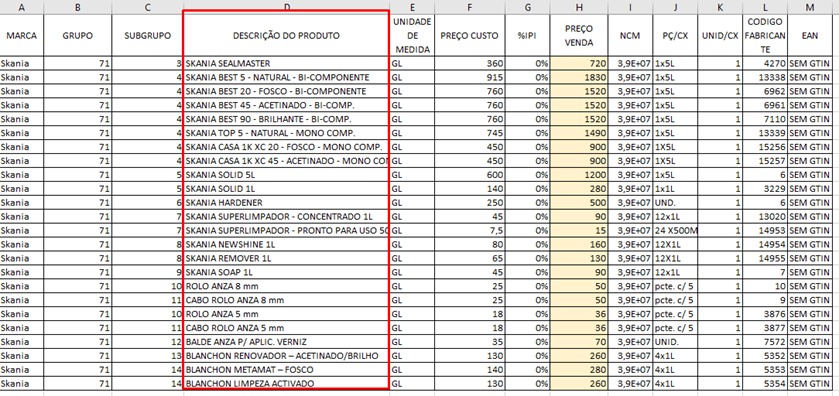 A B C D E F G H I J K L M
MARCA GRUPO SUBGRUPO DESCRIÇÃO DO PRODUTO UNIDADE DE MEDIDA PREÇO CUSTO %IPI PREÇO VENDA NCM PÇ/CX UNID/CX CODIGO FABRICANTE EAN
Skania 71 3 SKANIA SEALMASTER GL 360 0% 720 3,9E+07 1x5L 1 4270 SEM GTIN
Skania 71 4 SKANIA BEST 5 - NATURAL - BI-COMPONENTE GL 915 0% 1830 3,9E+07 1x5L 1 13338 SEM GTIN
Skania 71 4 SKANIA BEST 20 - FOSCO - BI-COMPONENTE GL 760 0% 1520 3,9E+07 1x5L 1 6962 SEM GTIN
Skania 71 4 SKANIA BEST 45 - ACETINADO - BI-COMP. GL 760 0% 1520 3,9E+07 1x5L 1 6961 SEM GTIN
Skania 71 4 SKANIA BEST 90 - BRILHANTE - BI-COMP. GL 760 0% 1520 3,9E+07 1x5L 1 7110 SEM GTIN
Skania 71 4 SKANIA TOP 5 - NATURAL - MONO COMP. GL 745 0% 1490 3,9E+07 1x5L 1 13339 SEM GTIN
Skania 71 4 SKANIA CASA 1K XC 20 - FOSCO - MONO COMP. GL 450 0% 900 3,9E+07 1X5L 1 15256 SEM GTIN
Skania 71 4 SKANIA CASA 1K XC 45 - ACETINADO - MONO COM GL 450 0% 900 3,9E+07 1X5L 1 15257 SEM GTIN
Skania 71 5 SKANIA SOLID 5L GL 600 0% 1200 3,9E+07 1x5L 1 6 SEM GTIN
Skania 71 5 SKANIA SOLID 1L GL 140 0% 280 3,9E+07 1x1L 1 3229 SEM GTIN
Skania 71 6 SKANIA HARDENER GL 250 0% 500 3,9E+07 UND. 1 6 SEM GTIN
Skania 71 7 SKANIA SUPERLIMPADOR - CONCENTRADO 1L GL 45 0% 90 3,9E+07 12x1L 1 13020 SEM GTIN
Skania 71 7 SKANIA SUPERLIMPADOR - PRONTO PARA USO 50 GL 7,5 0% 15 3,9E+07 24 X500M 1 14953 SEM GTIN
Skania 71 8 SKANIA NEWSHINE 1L GL 80 0% 160 3,9E+07 12X1L 1 14954 SEM GTIN
Skania 71 8 SKANIA REMOVER 1L GL 65 0% 130 3,9E+07 12X1L 1 14955 SEM GTIN
Skania 71 9 SKANIA SOAP 1L GL 45 0% 90 3,9E+07 12x1L 1 7 SEM GTIN
Skania 71 10 ROLO ANZA 8 mm GL 25 0% 50 3,9E+07 pcte. c/ 5 1 10 SEM GTIN
Skania 71 11 CABO ROLO ANZA 8 mm GL 25 0% 50 3,9E+07 pcte. c/ 5 1 9 SEM GTIN
Skania 71 10 ROLO ANZA 5 mm GL 18 0% 36 3,9E+07 pcte. c/ 5 1 3876 SEM GTIN
Skania 71 11 CABO ROLO ANZA 5 mm GL 18 0% 36 3,9E+07 pcte. c/ 5 1 3877 SEM GTIN
Skania 71 12 BALDE ANZA P/ APLIC. VERNIZ GL 35 0% 70 3,9E+07 UNID. 1 7572 SEM GTIN
Skania 71 13 BLANCHON RENOVADOR – ACETINADO/BRILHO GL 130 0% 260 3,9E+07 4x1L 1 5352 SEM GTIN
Skania 71 14 BLANCHON METAMAT – FOSCO GL 140 0% 280 3,9E+07 4x1L 1 5353 SEM GTIN
Skania 71 14 BLANCHON LIMPEZA ACTIVADO GL 130 0% 260 3,9E+07 4x1L 1 5354 SEM GTIN